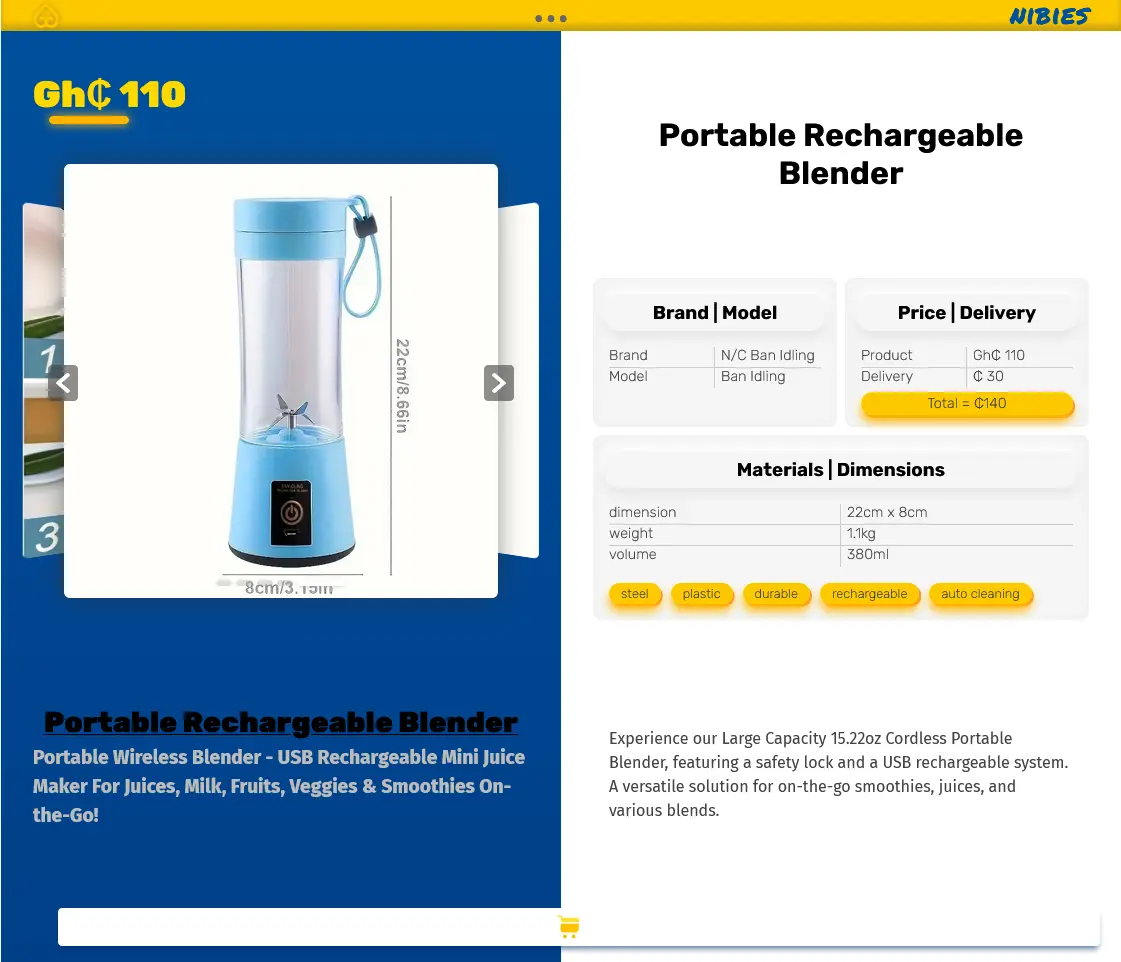 NIBIES
Gh₵ 110
1
3
22cm/8.66in
8cm/3.15in
Portable Rechargeable Blender
Portable Wireless Blender - USB Rechargeable Mini Juice
Maker For Juices, Milk, Fruits, Veggies & Smoothies On-
the-Go!
Portable Rechargeable
Blender
Brand | Model
Brand N/C Ban Idling
Model Ban Idling
Price | Delivery
Product Gh₵ 110
Delivery ₵ 30
Total = ₵140
Materials | Dimensions
dimension 22cm x 8cm
weight 1.1kg
volume 380ml
steel plastic durable rechargeable auto cleaning
Experience our Large Capacity 15.22oz Cordless Portable
Blender, featuring a safety lock and a USB rechargeable system.
A versatile solution for on-the-go smoothies, juices, and
various blends.